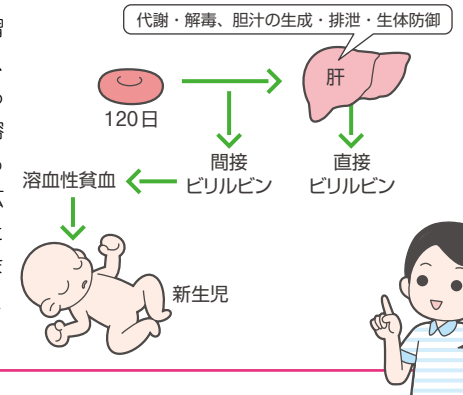 代謝・解毒、胆汁の生成・排泄・生体防御
肝
120日
間接
ビリルビン
直接
ビリルビン
溶血性貧血
新生児